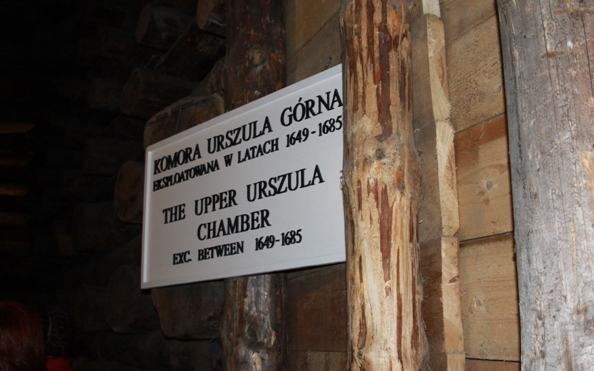 KOMORA URSZULA GÓRNA
EKSPLOATOWANA W LATACH 1649-1685
THE UPPER URSZULA
CHAMBER
EXC. BETWEEN 1649-1685